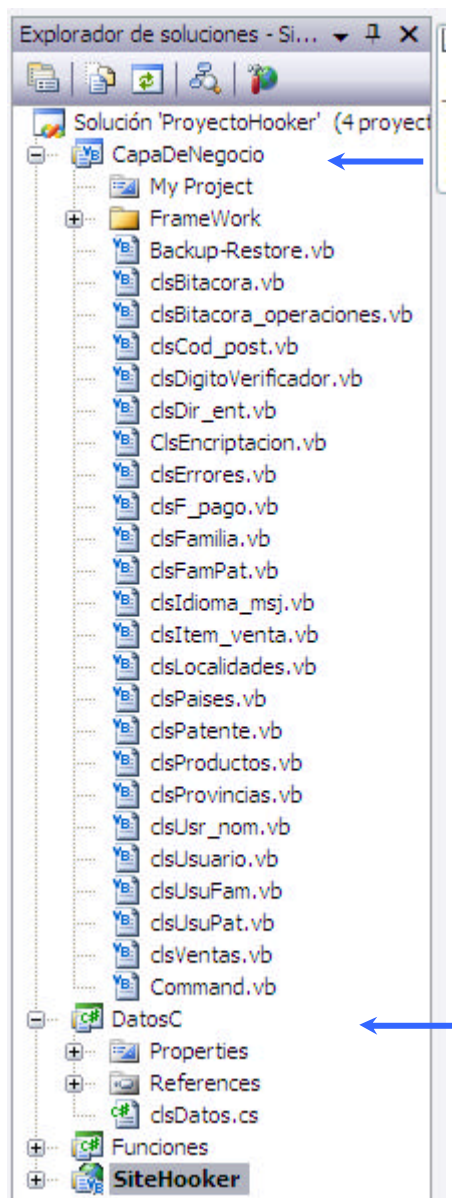 Explorador de soluciones - Si...
Solución 'ProyectoHooker' (4 proyect
CapaDeNegocio
My Project
FrameWork
Backup-Restore.vb
clsBitacora.vb
clsBitacora_operaciones.vb
clsCod_post.vb
clsDigitoVerificador.vb
clsDir_ent.vb
ClsEncriptacion.vb
clsErrores.vb
clsF_pago.vb
clsFamilia.vb
clsFamPat.vb
clsIdioma_msj.vb
clsItem_venta.vb
clsLocalidades.vb
clsPaises.vb
clsPatente.vb
clsProductos.vb
clsProvincias.vb
clsUsr_nom.vb
clsUsuario.vb
clsUsuFam.vb
clsUsuPat.vb
clsVentas.vb
Command.vb
DatosC
Properties
References
clsDatos.cs
Funciones
SiteHooker